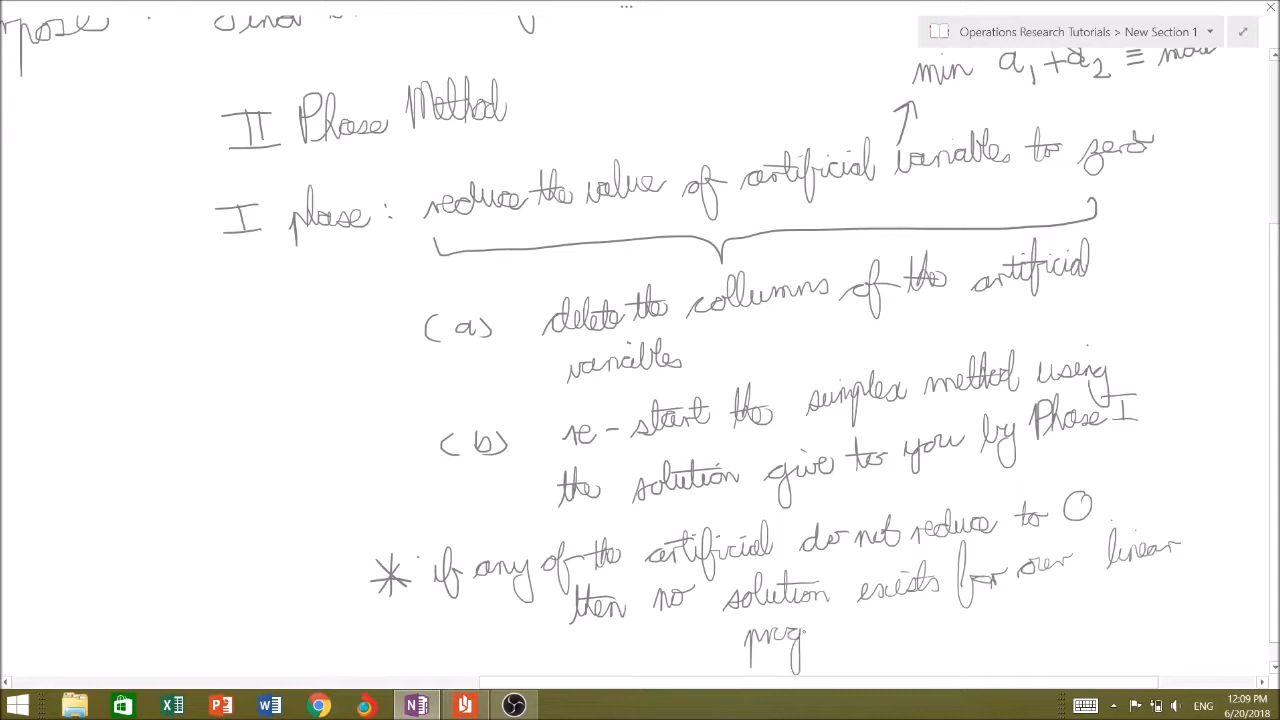 Operations Research Tutorials > New Section 1
min a₁ + a₂ ≡
II Phase Method
I phase : reduce the value of artificial variables to zero
(a) delete the collumns of the artificial
variables
(b) re-start the simplex method using
the solution give to you by Phase I
* if any of the artificial do not reduce to 0
then no solution exists for our linear
prog
ENG
12:09 PM
6/20/2018